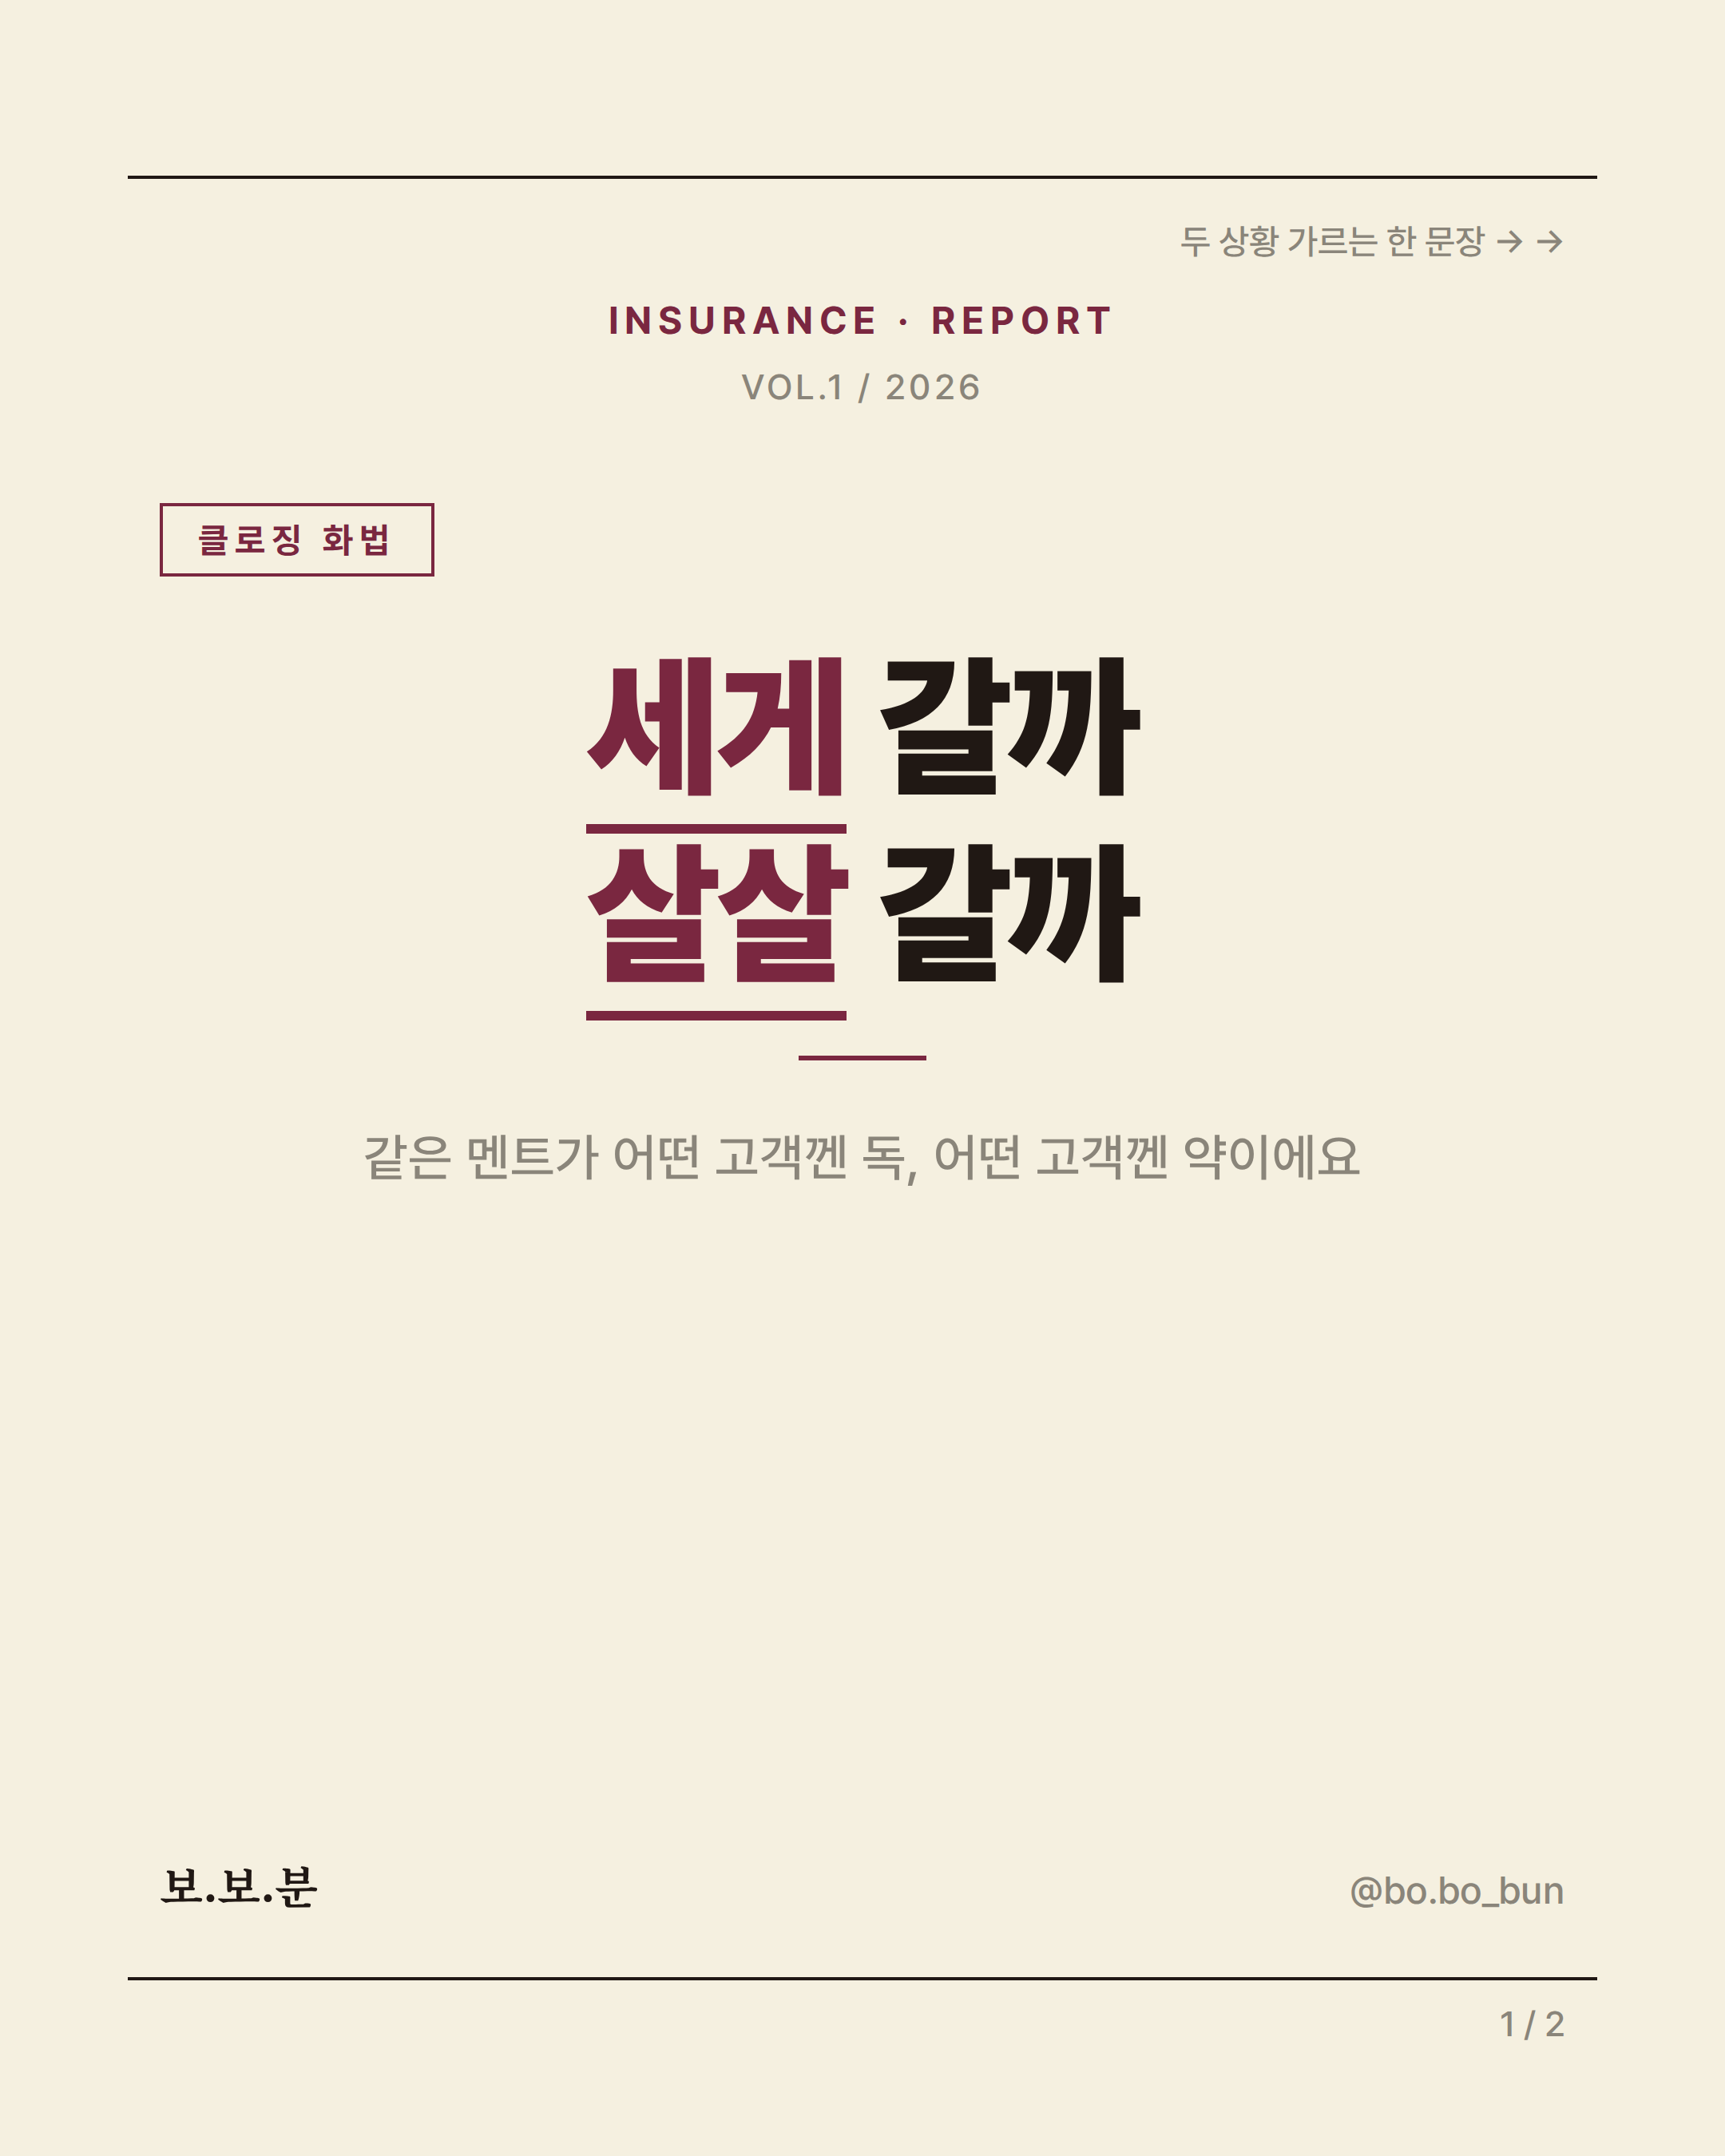 두 상황 가르는 한 문장 → →
INSURANCE · REPORT
VOL.1 / 2026
클로징 화법
세게 갈까
살살 갈까
같은 멘트가 어떤 고객껜 독, 어떤 고객껜 약이에요
보.보.분
@bo.bo_bun
1 / 2